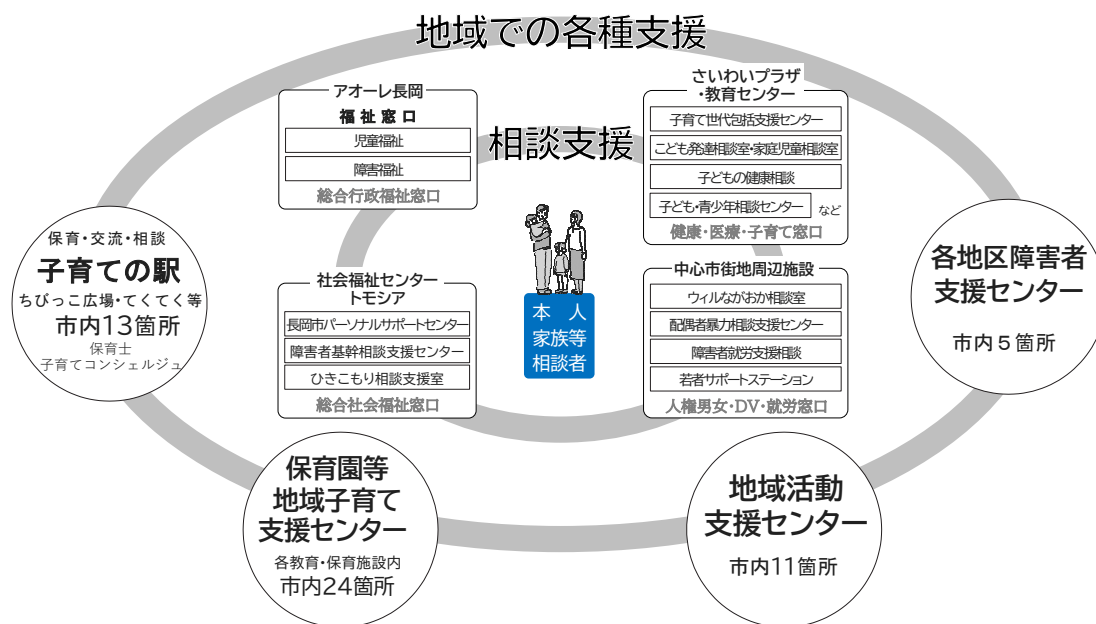 地域での各種支援
アオーレ長岡
福祉窓口
児童福祉
障害福祉
総合行政福祉窓口
さいわいプラザ
・教育センター
子育て世代包括支援センター
こども発達相談室・家庭児童相談室
子どもの健康相談
子ども・青少年相談センター
など
健康・医療・子育て窓口
相談支援
社会福祉センター
トモシア
長岡市パーソナルサポートセンター
障害者基幹相談支援センター
ひきこもり相談支援室
総合社会福祉窓口
本人
家族等
相談者
中心市街地周辺施設
ウィルながおか相談室
配偶者暴力相談支援センター
障害者就労支援相談
若者サポートステーション
人権男女・DV・就労窓口
保育・交流・相談
子育ての駅
ちびっこ広場・てくてく等
市内13箇所
保育士
子育てコンシェルジュ
各地区障害者
支援センター
市内5箇所
保育園等
地域子育て
支援センター
各教育・保育施設内
市内24箇所
地域活動
支援センター
市内11箇所